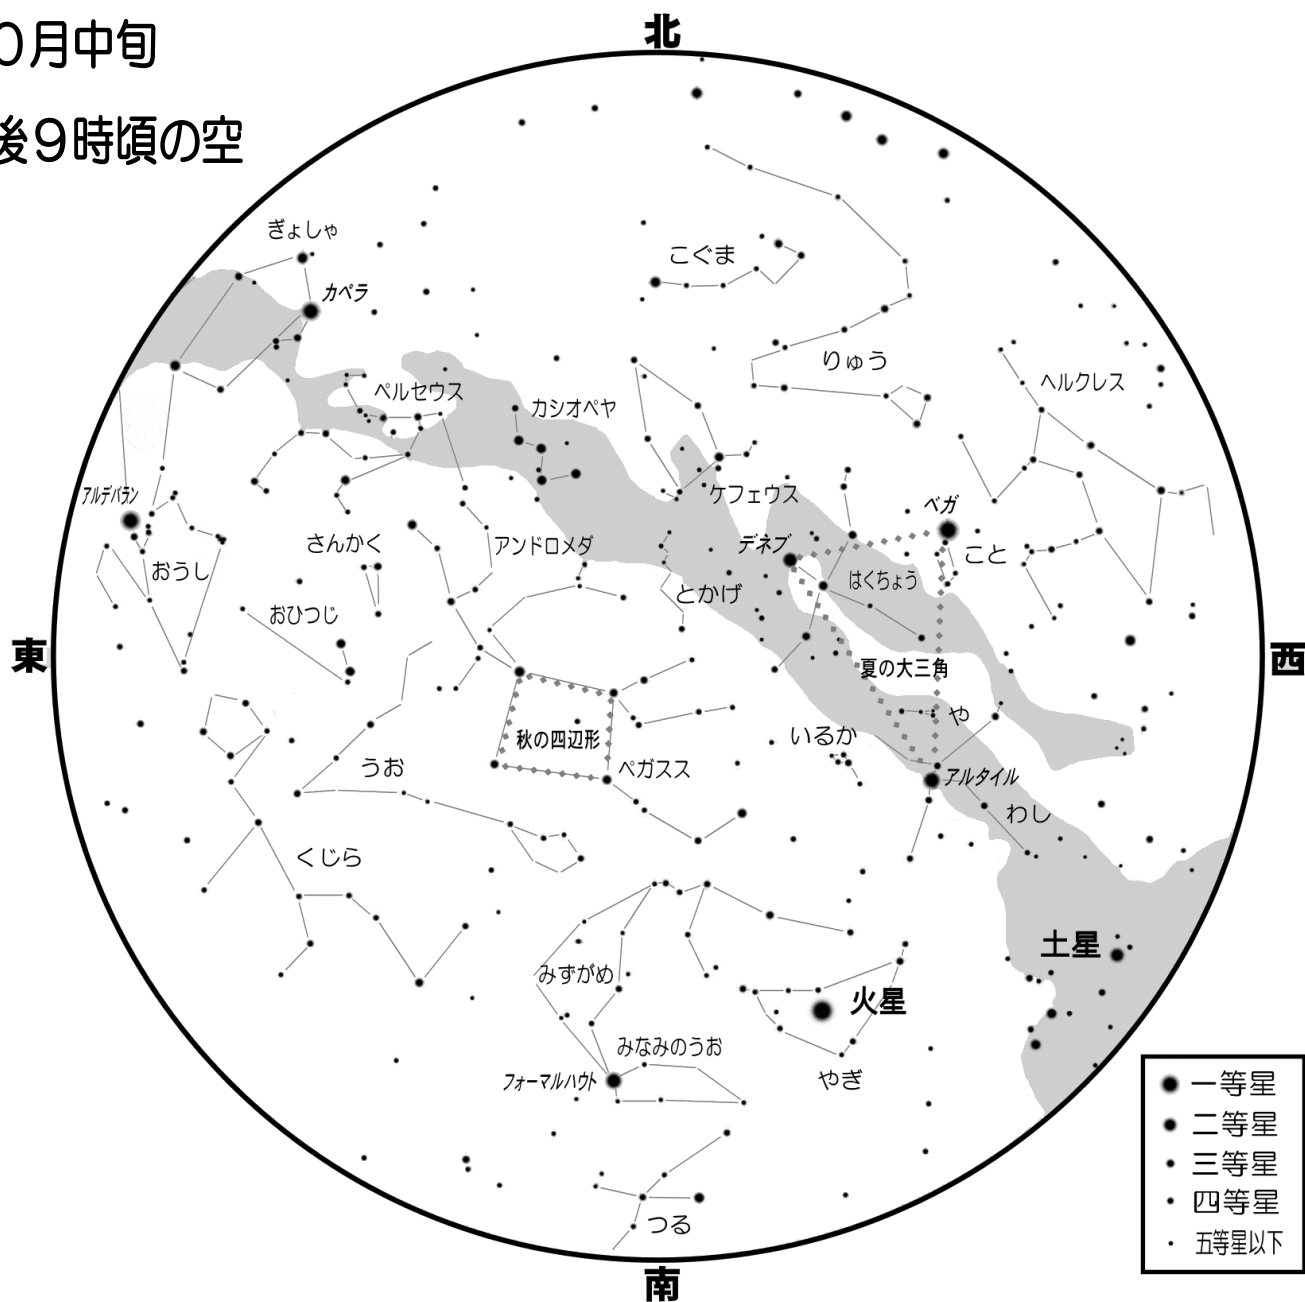 0月中旬
後９時頃の空
北
ぎょしゃ
カペラ
こぐま
りゅう
ヘルクレス
ペルセウス
カシオペヤ
アルデバラン
ケフェウス
ベガ
さんかく
アンドロメダ
デネブ
こと
おうし
はくちょう
とかげ
おひつじ
東
西
夏の大三角
や
秋の四辺形
いるか
うお
ペガスス
アルタイル
わし
くじら
土星
みずがめ
火星
みなみのうお
フォーマルハウト
やぎ
一等星
二等星
三等星
四等星
五等星以下
つる
南